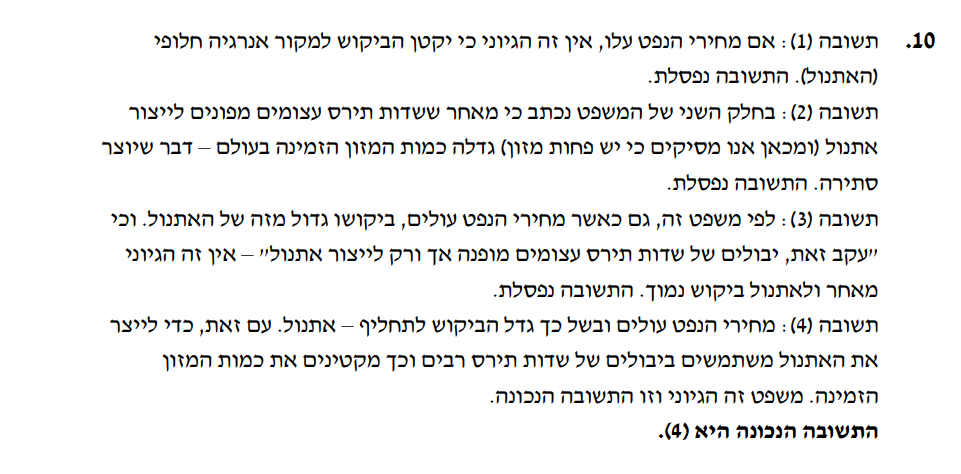 10. תשובה (1): אם מחירי הנפט עלו, אין זה הגיוני כי יקטן הביקוש למקור אנרגיה חלופי
(האתנול). התשובה נפסלת.
תשובה (2): בחלק השני של המשפט נכתב כי מאחר ששדות תירס עצומים מפונים לייצור
אתנול (ומכאן אנו מסיקים כי יש פחות מזון) גדלה כמות המזון הזמינה בעולם – דבר שיוצר
סתירה. התשובה נפסלת.
תשובה (3): לפי משפט זה, גם כאשר מחירי הנפט עולים, ביקושו גדול מזה של האתנול. וכי
"עקב זאת, יבולים של שדות תירס עצומים מופנה אך ורק לייצור אתנול" – אין זה הגיוני
מאחר ולאתנול ביקוש נמוך. התשובה נפסלת.
תשובה (4): מחירי הנפט עולים ובשל כך גדל הביקוש לתחליף – אתנול. עם זאת, כדי לייצר
את האתנול משתמשים ביבולים של שדות תירס רבים וכך מקטינים את כמות המזון
הזמינה. משפט זה הגיוני וזו התשובה הנכונה.
התשובה הנכונה היא (4).